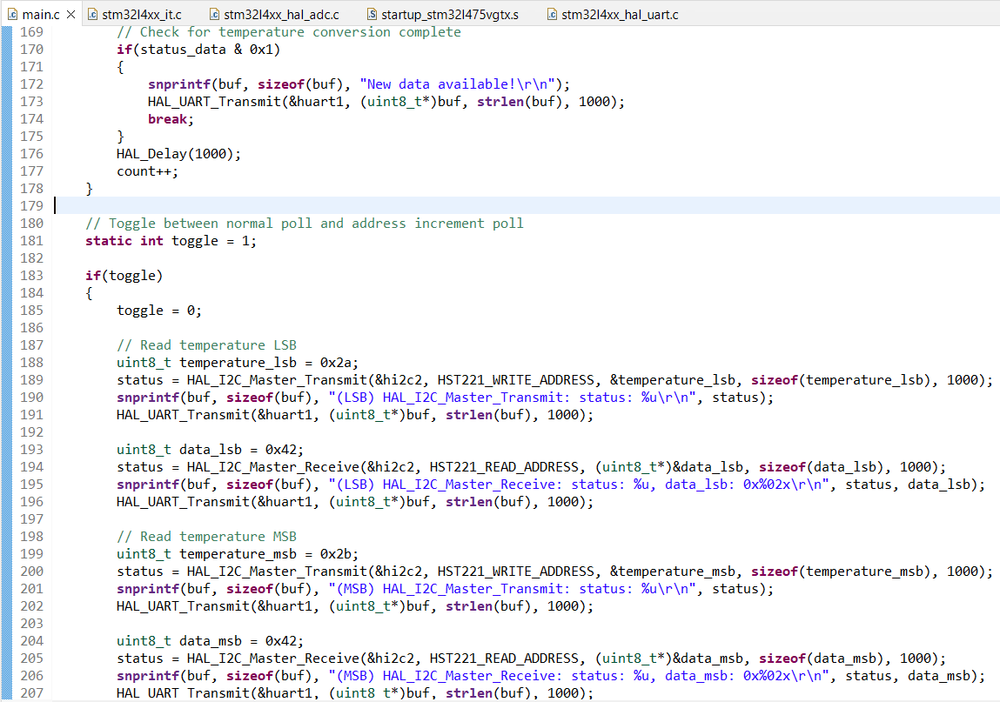 main.c stm32l4xx_it.c stm32l4xx_hal_adc.c startup_stm32l475vgtx.s stm32l4xx_hal_uart.c
169 // Check for temperature conversion complete
170 if(status_data & 0x1)
171 {
172 snprintf(buf, sizeof(buf), "New data available!\r\n");
173 HAL_UART_Transmit(&huart1, (uint8_t*)buf, strlen(buf), 1000);
174 break;
175 }
176 HAL_Delay(1000);
177 count++;
178 }
179
180 // Toggle between normal poll and address increment poll
181 static int toggle = 1;
182
183 if(toggle)
184 {
185 toggle = 0;
186
187 // Read temperature LSB
188 uint8_t temperature_lsb = 0x2a;
189 status = HAL_I2C_Master_Transmit(&hi2c2, HST221_WRITE_ADDRESS, &temperature_lsb, sizeof(temperature_lsb), 1000);
190 snprintf(buf, sizeof(buf), "(LSB) HAL_I2C_Master_Transmit: status: %u\r\n", status);
191 HAL_UART_Transmit(&huart1, (uint8_t*)buf, strlen(buf), 1000);
192
193 uint8_t data_lsb = 0x42;
194 status = HAL_I2C_Master_Receive(&hi2c2, HST221_READ_ADDRESS, (uint8_t*)&data_lsb, sizeof(data_lsb), 1000);
195 snprintf(buf, sizeof(buf), "(LSB) HAL_I2C_Master_Receive: status: %u, data_lsb: 0x%02x\r\n", status, data_lsb);
196 HAL_UART_Transmit(&huart1, (uint8_t*)buf, strlen(buf), 1000);
197
198 // Read temperature MSB
199 uint8_t temperature_msb = 0x2b;
200 status = HAL_I2C_Master_Transmit(&hi2c2, HST221_WRITE_ADDRESS, &temperature_msb, sizeof(temperature_msb), 1000);
201 snprintf(buf, sizeof(buf), "(MSB) HAL_I2C_Master_Transmit: status: %u\r\n", status);
202 HAL_UART_Transmit(&huart1, (uint8_t*)buf, strlen(buf), 1000);
203
204 uint8_t data_msb = 0x42;
205 status = HAL_I2C_Master_Receive(&hi2c2, HST221_READ_ADDRESS, (uint8_t*)&data_msb, sizeof(data_msb), 1000);
206 snprintf(buf, sizeof(buf), "(MSB) HAL_I2C_Master_Receive: status: %u, data_msb: 0x%02x\r\n", status, data_msb);
207 HAL_UART_Transmit(&huart1, (uint8_t*)buf, strlen(buf), 1000);